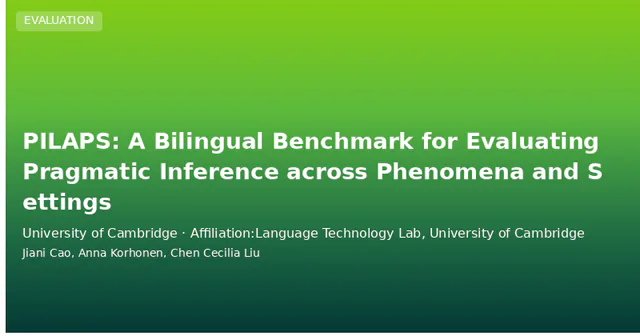 EVALUATION
PILAPS: A Bilingual Benchmark for Evaluating
Pragmatic Inference across Phenomena and S
ettings
University of Cambridge · Affiliation:Language Technology Lab, University of Cambridge
Jiani Cao, Anna Korhonen, Chen Cecilia Liu